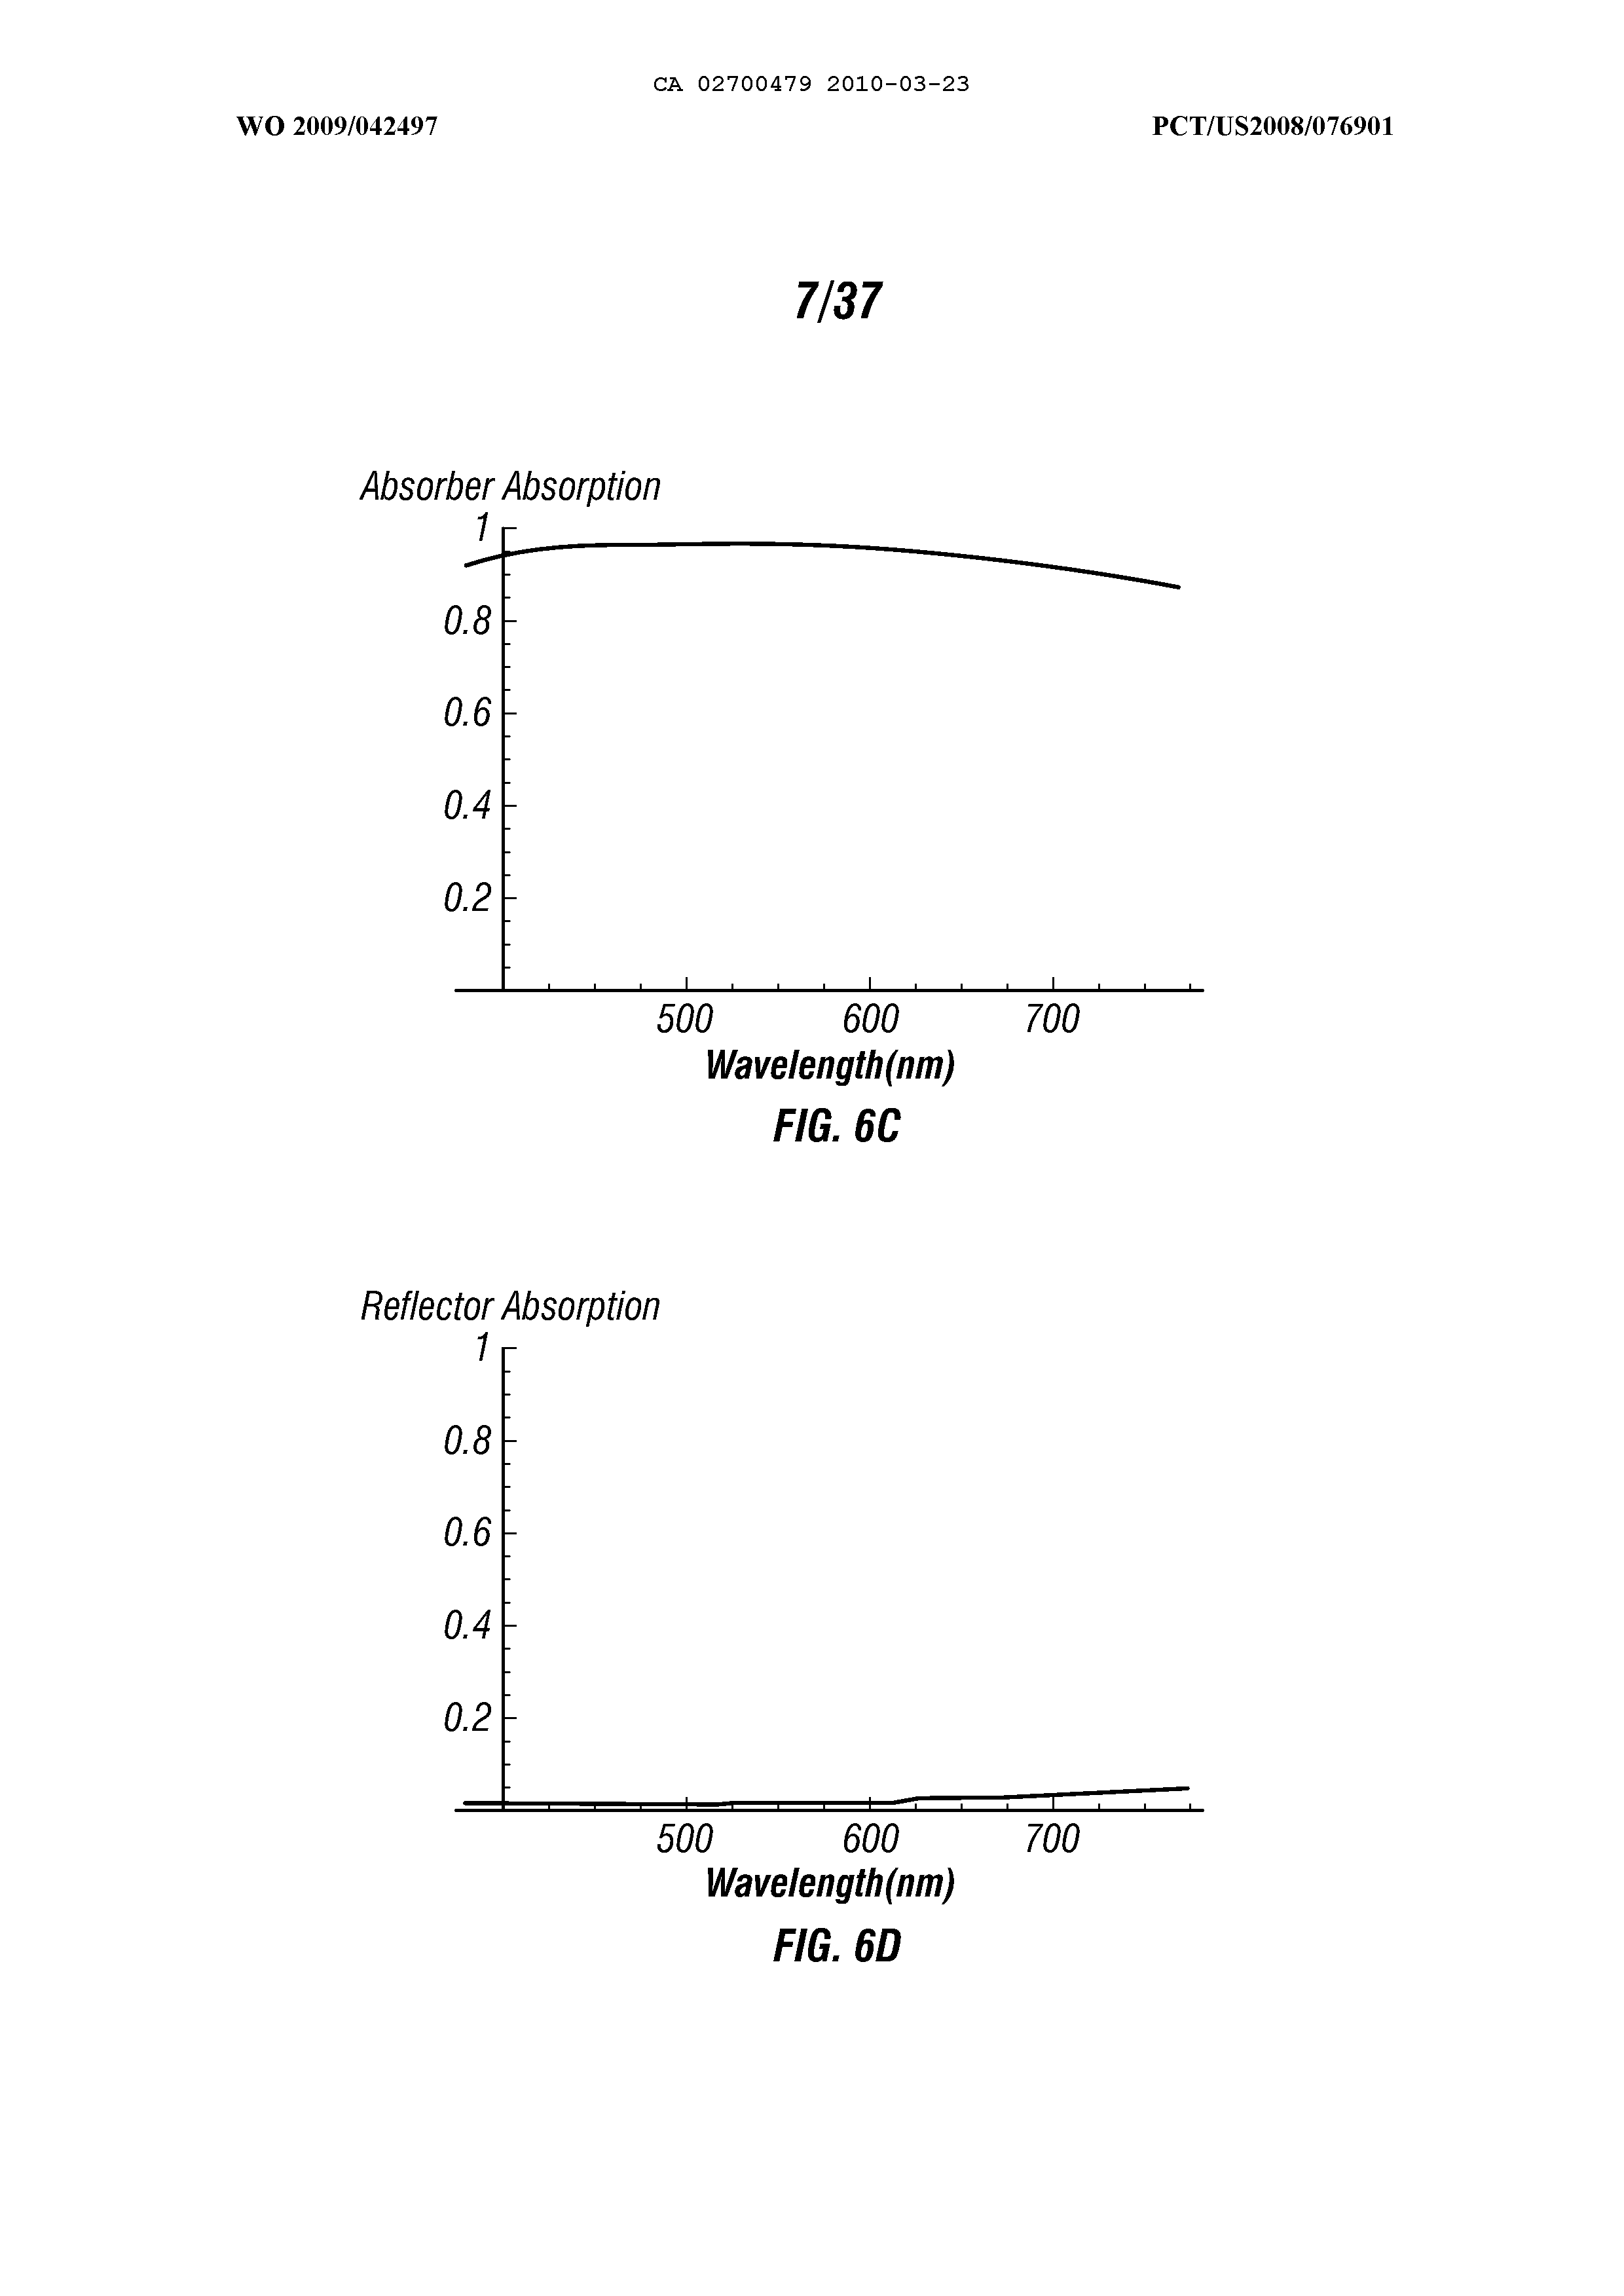 CA 02700479 2010-03-23
WO 2009/042497 PCT/US2008/076901
7/37
Absorber Absorption
1
0.8
0.6
0.4
0.2
500 600 700
Wavelength(nm)
FIG. 6C
Reflector Absorption
1
0.8
0.6
0.4
0.2
500 600 700
Wavelength(nm)
FIG. 6D